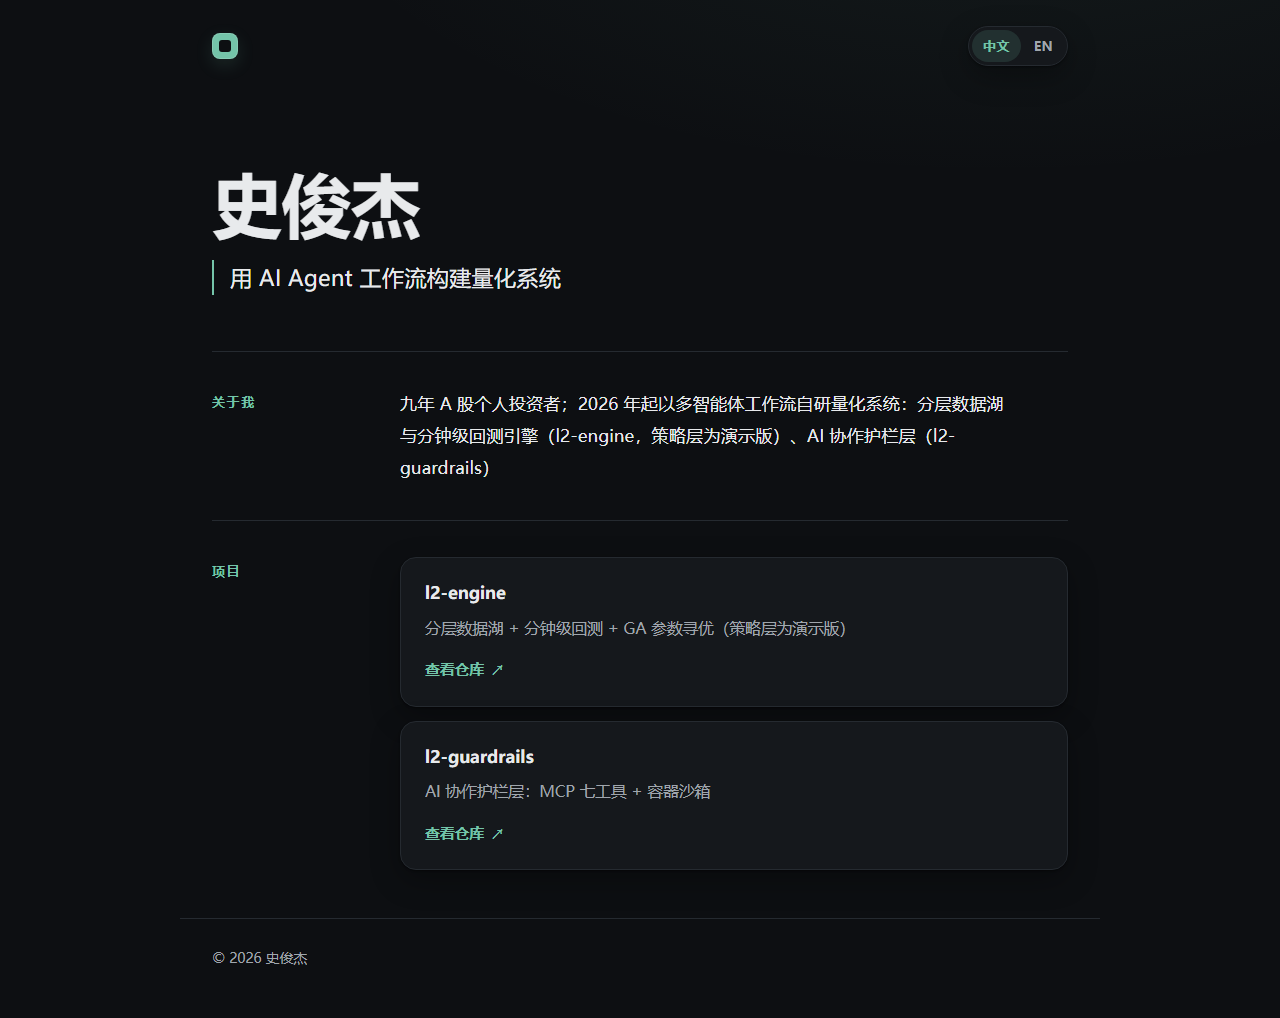 中文 EN
史俊杰
用 AI Agent 工作流构建量化系统
关于我
九年 A 股个人投资者；2026 年起以多智能体工作流自研量化系统：分层数据湖
与分钟级回测引擎（l2-engine，策略层为演示版）、AI 协作护栏层（l2-
guardrails）
项目
l2-engine
分层数据湖 + 分钟级回测 + GA 参数寻优（策略层为演示版）
查看仓库 ↗
l2-guardrails
AI 协作护栏层：MCP 七工具 + 容器沙箱
查看仓库 ↗
© 2026 史俊杰